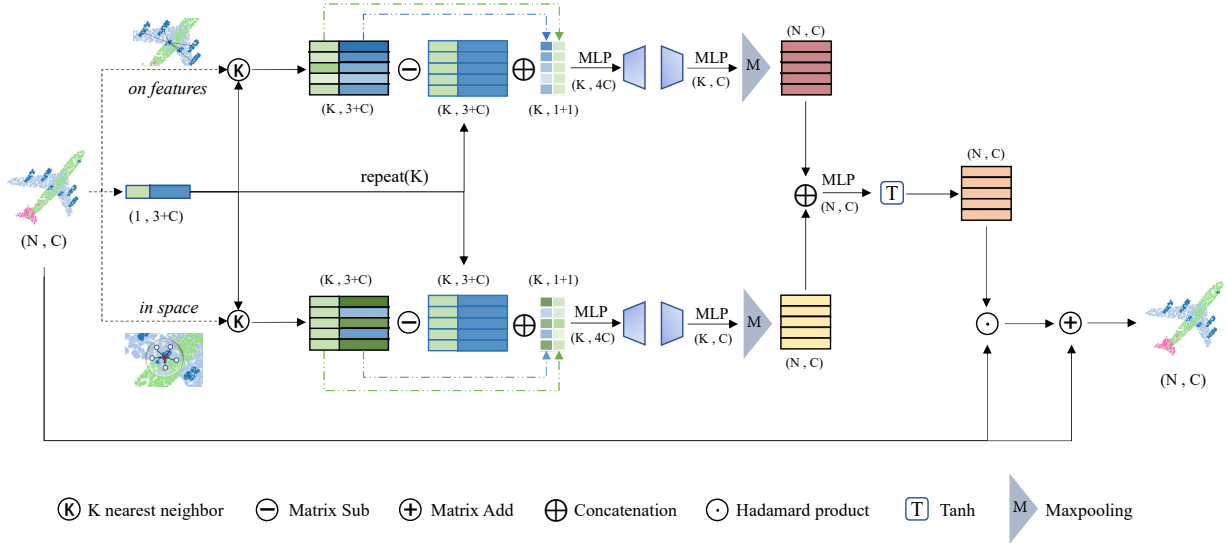 (N , C)
K
on features
(K , 3+C)
(K , 3+C)
(K , 1+1)
MLP
(K , 4C)
MLP
(K , C)
M
(N , C)
(1 , 3+C)
repeat(K)
MLP
(N , C)
T
(N , C)
(N , C)
in space
K
(K , 3+C)
(K , 3+C)
(K , 1+1)
MLP
(K , 4C)
MLP
(K , C)
M
(N , C)
(N , C)
K K nearest neighbor
Matrix Sub
Matrix Add
Concatenation
Hadamard product
T Tanh
M Maxpooling